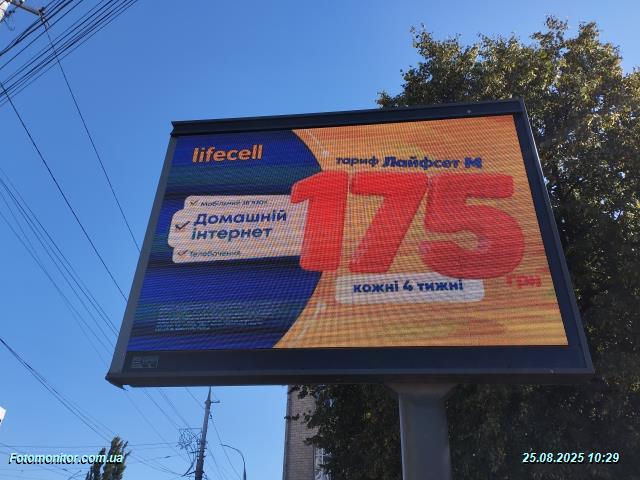 lifecell
тариф Лайфсет М
175
грн
кожні 4 тижні
Мобільний зв'язок
Домашній
інтернет
Телебачення
Fotomonitor.com.ua
25.08.2025 10:29